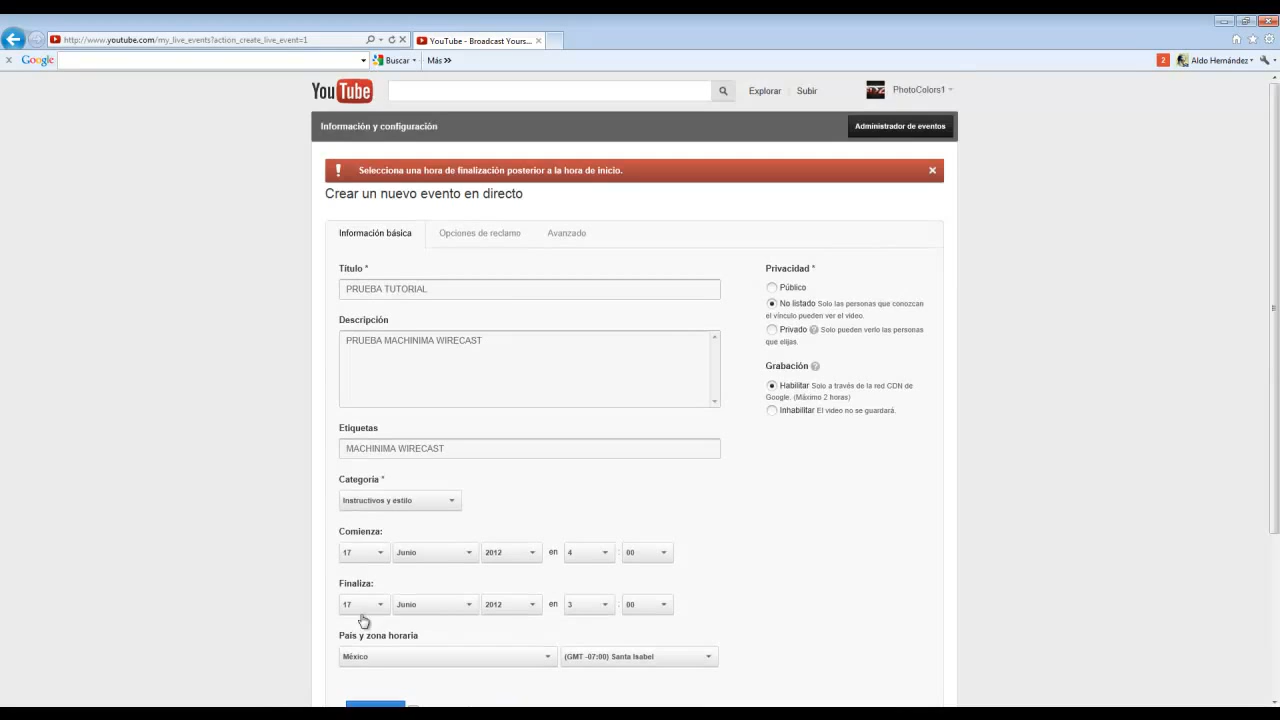 http://www.youtube.com/my_live_events?action_create_live_event=1
YouTube - Broadcast Yours...
x Google Buscar Más »
2 Aldo Hernández
YouTube Explorar Subir PhotoColors1
Información y configuración Administrador de eventos
Selecciona una hora de finalización posterior a la hora de inicio.
Crear un nuevo evento en directo
Información básica Opciones de reclamo Avanzado
Título *
PRUEBA TUTORIAL
Descripción
PRUEBA MACHINIMA WIRECAST
Etiquetas
MACHINIMA WIRECAST
Categoría *
Instructivos y estilo
Comienza:
17 Junio 2012 en 4 : 00
Finaliza:
17 Junio 2012 en 3 : 00
País y zona horaria
México (GMT -07:00) Santa Isabel
Privacidad *
Público
No listado Solo las personas que conozcan
el vínculo pueden ver el video.
Privado Solo pueden verlo las personas
que elijas.
Grabación
Habilitar Solo a través de la red CDN de
Google. (Máximo 2 horas)
Inhabilitar El video no se guardará.